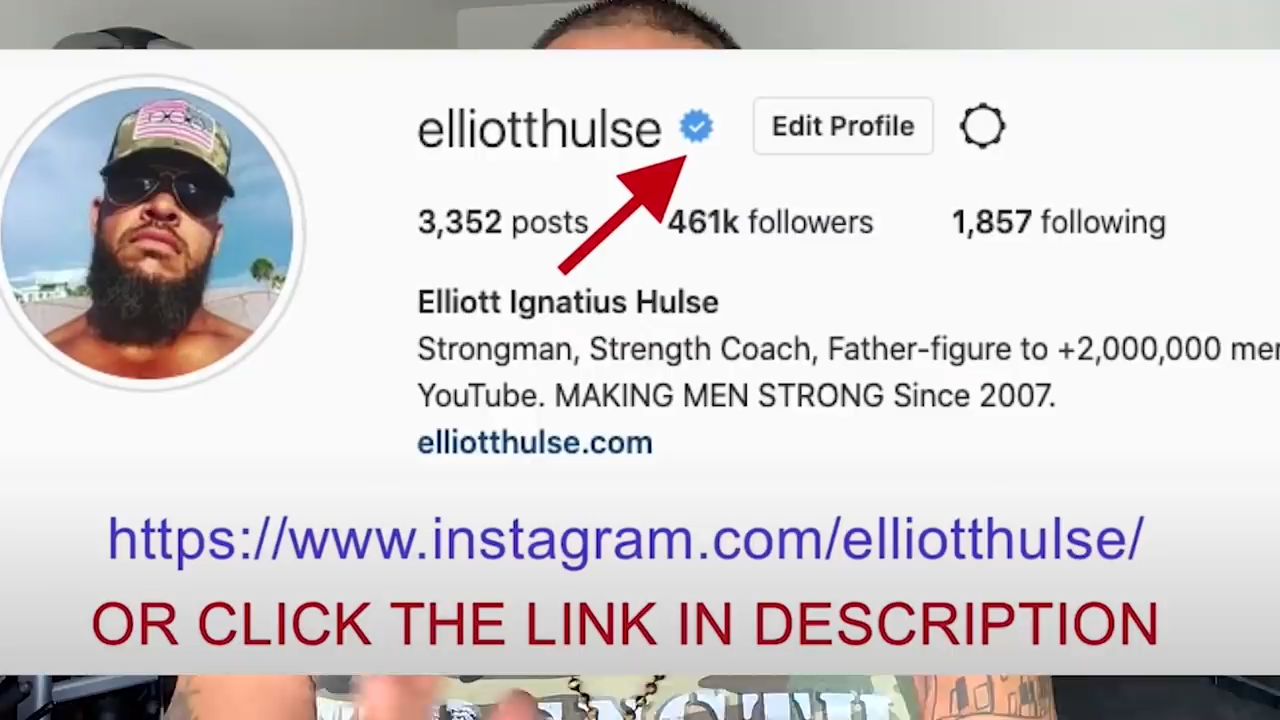 elliotthulse Edit Profile
3,352 posts 461k followers 1,857 following
Elliott Ignatius Hulse
Strongman, Strength Coach, Father-figure to +2,000,000 men
YouTube. MAKING MEN STRONG Since 2007.
elliotthulse.com
https://www.instagram.com/elliotthulse/
OR CLICK THE LINK IN DESCRIPTION